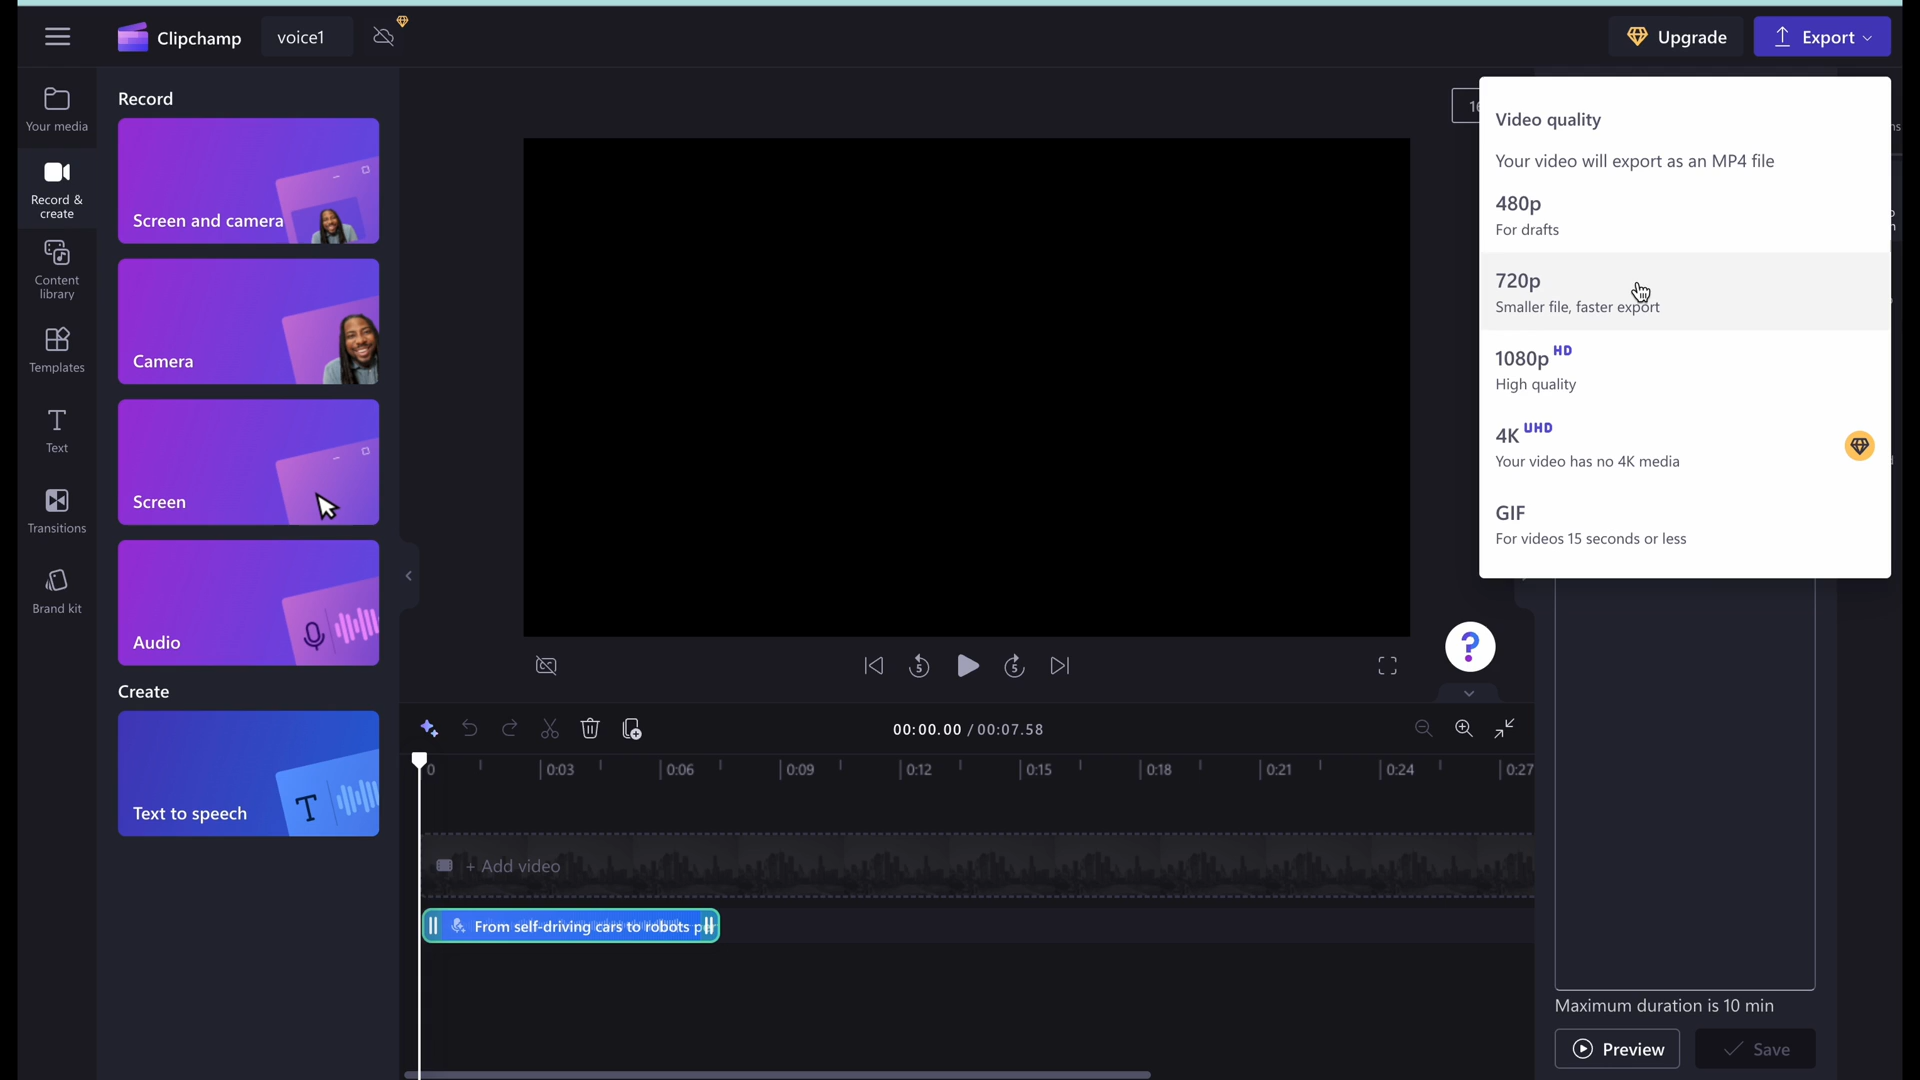 Clipchamp
voice1
Upgrade
Export
Your media
Record &
create
Content
library
Templates
Text
Transitions
Brand kit
Record
Screen and camera
Camera
Screen
Audio
Create
Text to speech
Video quality
Your video will export as an MP4 file
480p
For drafts
720p
Smaller file, faster export
1080p HD
High quality
4K UHD
Your video has no 4K media
GIF
For videos 15 seconds or less
5
5
?
00:00.00 / 00:07.58
0 0:03 0:06 0:09 0:12 0:15 0:18 0:21 0:24 0:27
+ Add video
From self-driving cars to robots
Maximum duration is 10 min
Preview
Save